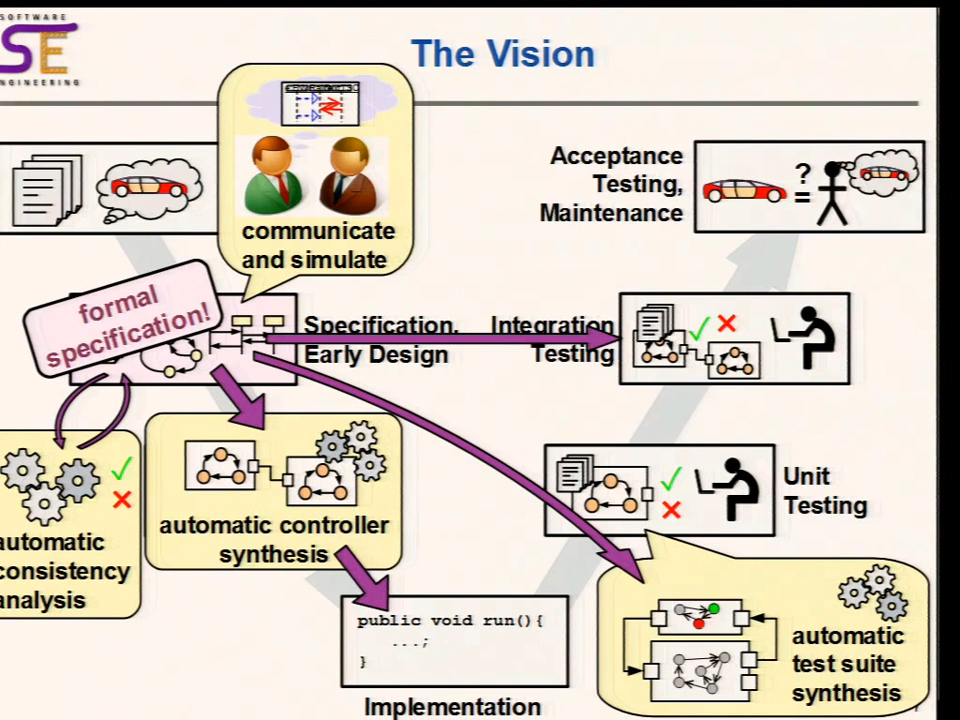 SOFTWARE
SE
NGINEERING
The Vision
communicate
and simulate
Acceptance
Testing,
Maintenance
?
=
formal
specification!
Specification,
Early Design
Integration
Testing
Unit
Testing
automatic
consistency
analysis
automatic controller
synthesis
public void run(){
...;
}
Implementation
automatic
test suite
synthesis